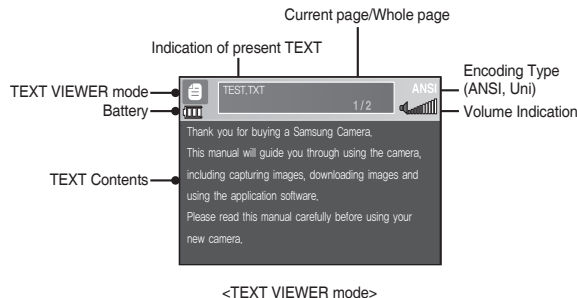 Current page/Whole page
Indication of present TEXT
TEXT VIEWER mode
Battery
TEXT Contents
TEST,TXT
1 / 2
ANSI
Encoding Type
(ANSI, Uni)
Volume Indication
Thank you for buying a Samsung Camera,
This manual will guide you through using the camera,
including capturing images, downloading images and
using the application software,
Please read this manual carefully before using your
new camera,
<TEXT VIEWER mode>